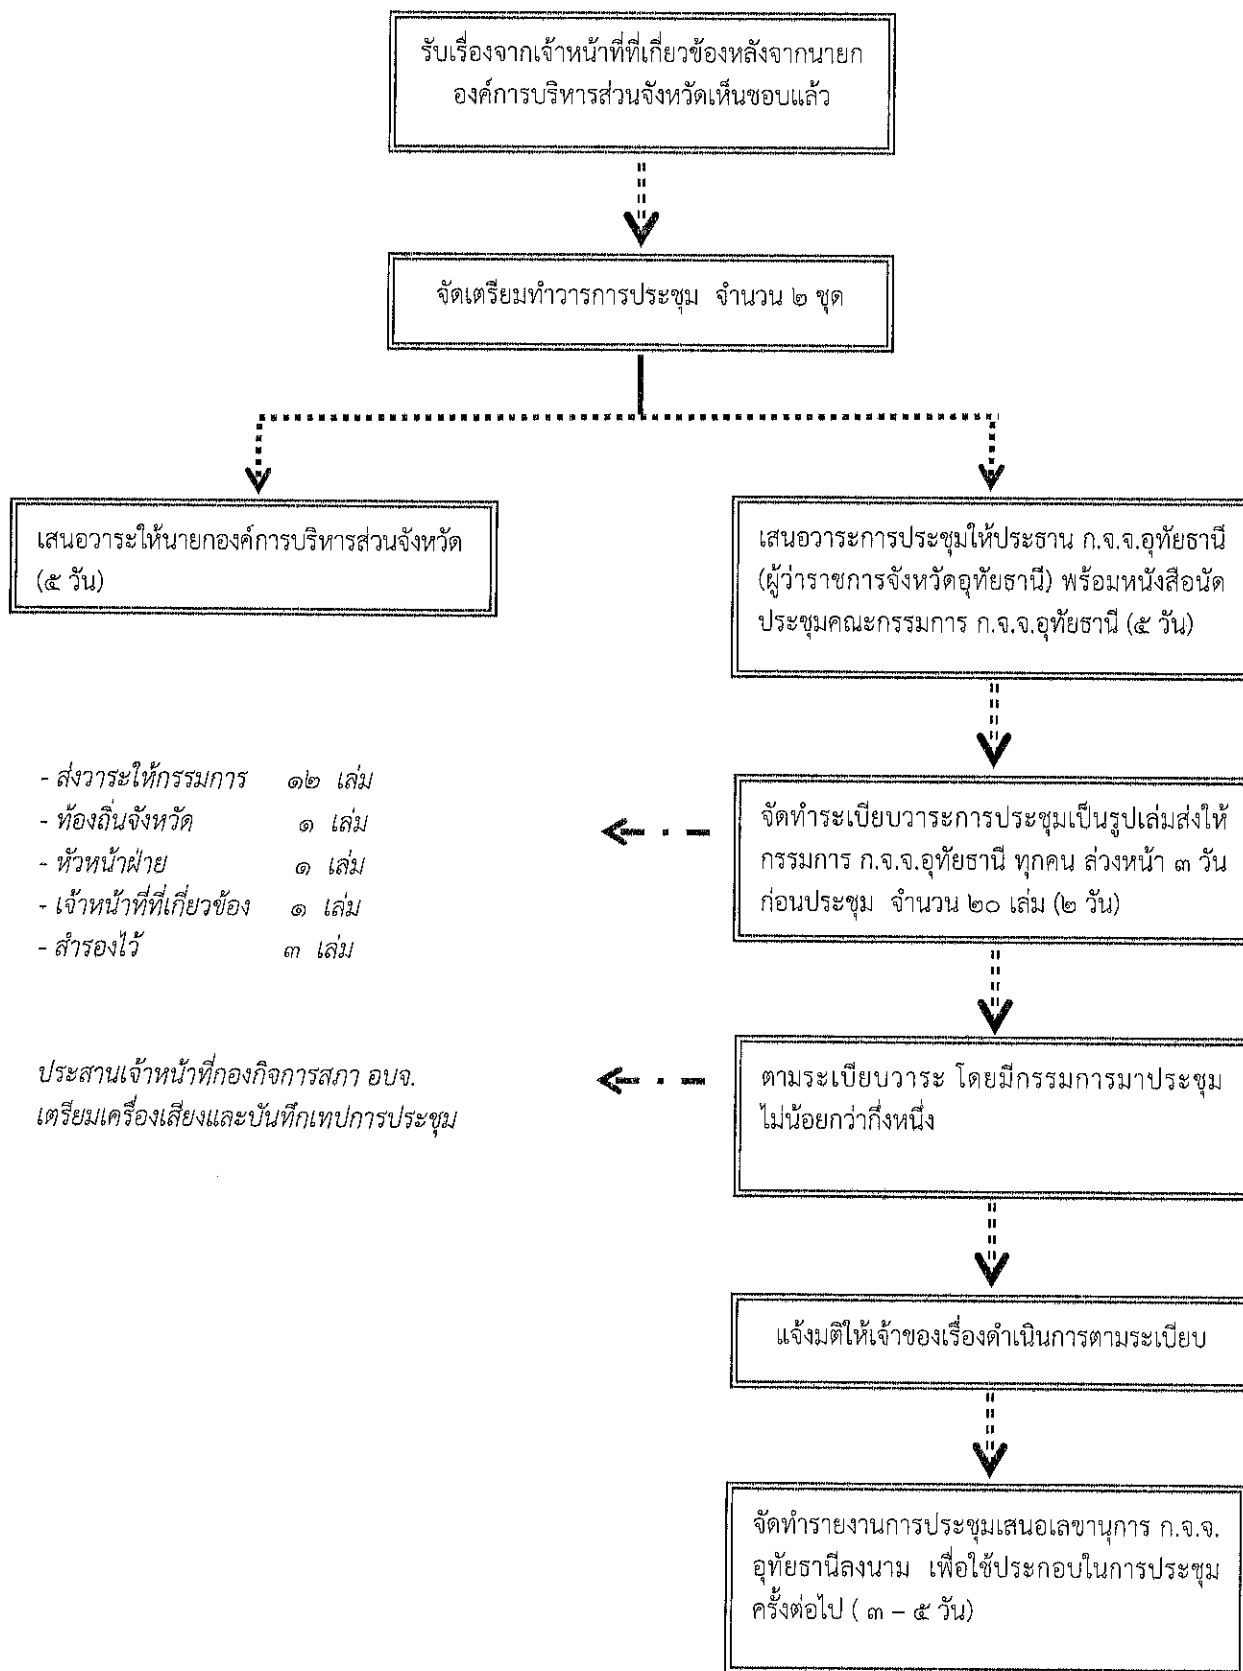 รับเรื่องจากเจ้าหน้าที่ที่เกี่ยวข้องหลังจากนายก
องค์การบริหารส่วนจังหวัดเห็นชอบแล้ว
จัดเตรียมทำวารการประชุม จำนวน ๒ ชุด
เสนอวาระให้นายกองค์การบริหารส่วนจังหวัด
(๕ วัน)
เสนอวาระการประชุมให้ประธาน ก.จ.จ.อุทัยธานี
(ผู้ว่าราชการจังหวัดอุทัยธานี) พร้อมหนังสือนัด
ประชุมคณะกรรมการ ก.จ.จ.อุทัยธานี (๕ วัน)
- ส่งวาระให้กรรมการ ๑๒ เล่ม
- ท้องถิ่นจังหวัด ๑ เล่ม
- หัวหน้าฝ่าย ๑ เล่ม
- เจ้าหน้าที่ที่เกี่ยวข้อง ๑ เล่ม
- สำรองไว้ ๓ เล่ม
จัดทำระเบียบวาระการประชุมเป็นรูปเล่มส่งให้
กรรมการ ก.จ.จ.อุทัยธานี ทุกคน ล่วงหน้า ๓ วัน
ก่อนประชุม จำนวน ๒๐ เล่ม (๒ วัน)
ประสานเจ้าหน้าที่กองกิจการสภา อบจ.
เตรียมเครื่องเสียงและบันทึกเทปการประชุม
ตามระเบียบวาระ โดยมีกรรมการมาประชุม
ไม่น้อยกว่ากึ่งหนึ่ง
แจ้งมติให้เจ้าของเรื่องดำเนินการตามระเบียบ
จัดทำรายงานการประชุมเสนอเลขานุการ ก.จ.จ.
อุทัยธานีลงนาม เพื่อใช้ประกอบในการประชุม
ครั้งต่อไป ( ๓ – ๕ วัน)